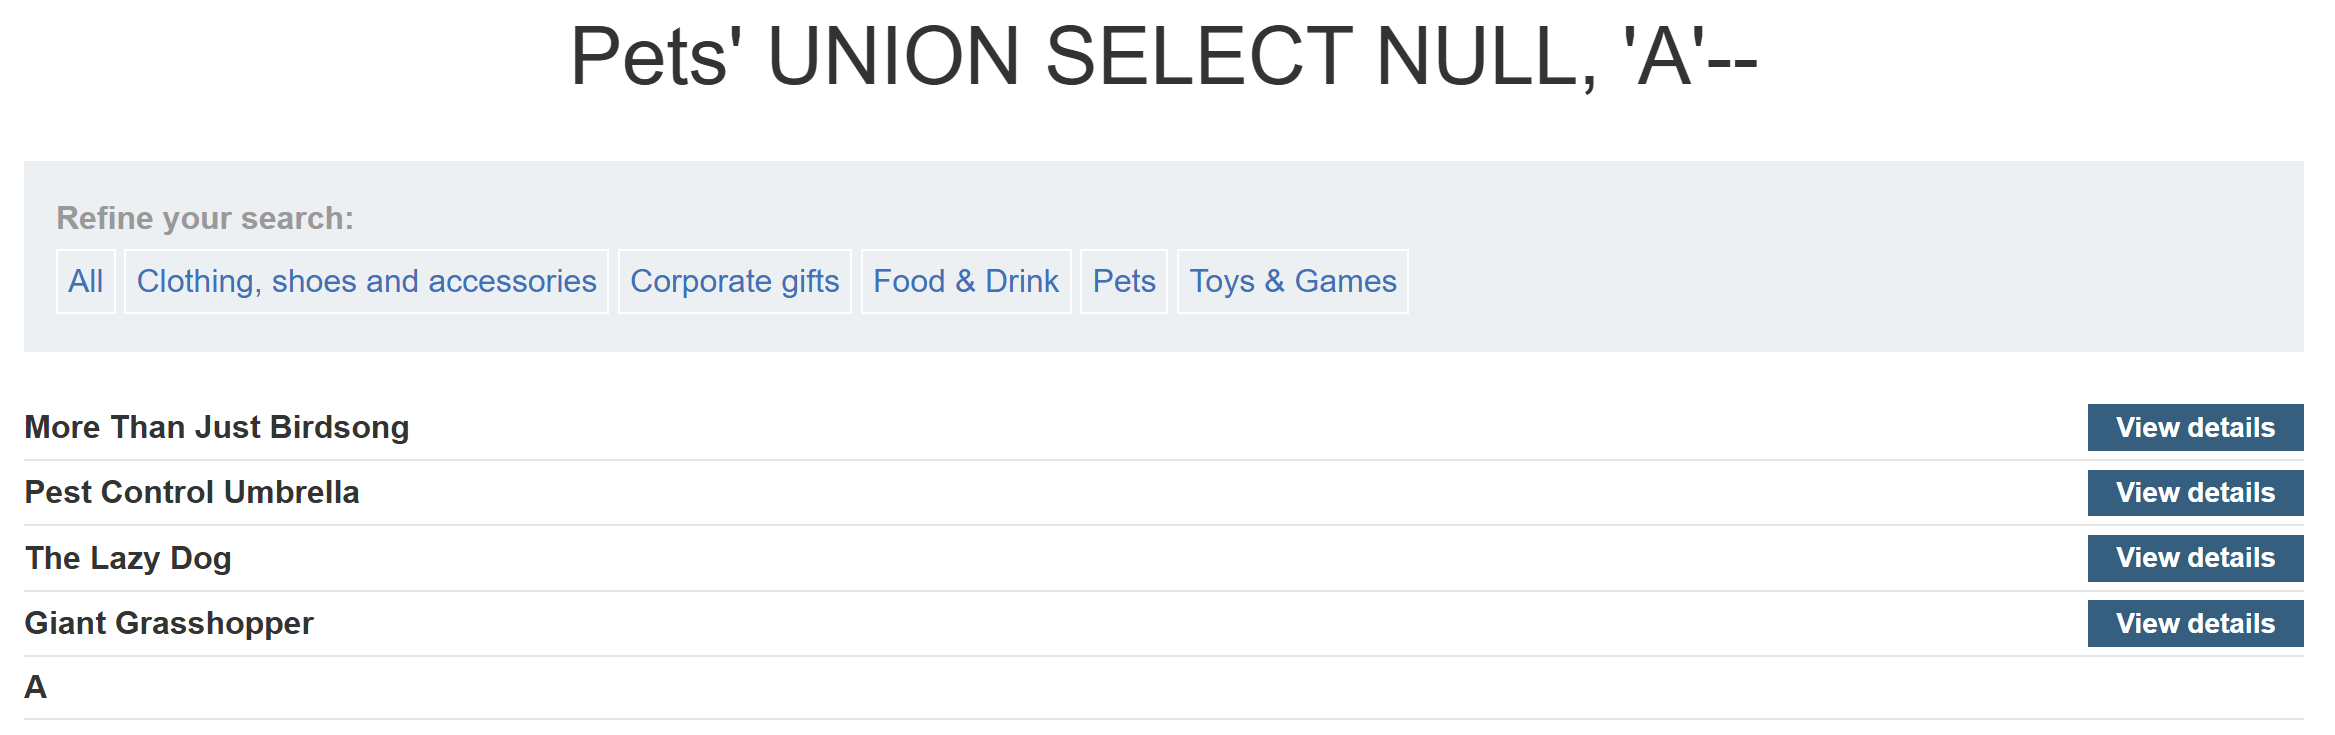 Pets' UNION SELECT NULL, 'A'--
Refine your search:
All Clothing, shoes and accessories Corporate gifts Food & Drink Pets Toys & Games
More Than Just Birdsong View details
Pest Control Umbrella View details
The Lazy Dog View details
Giant Grasshopper View details
A